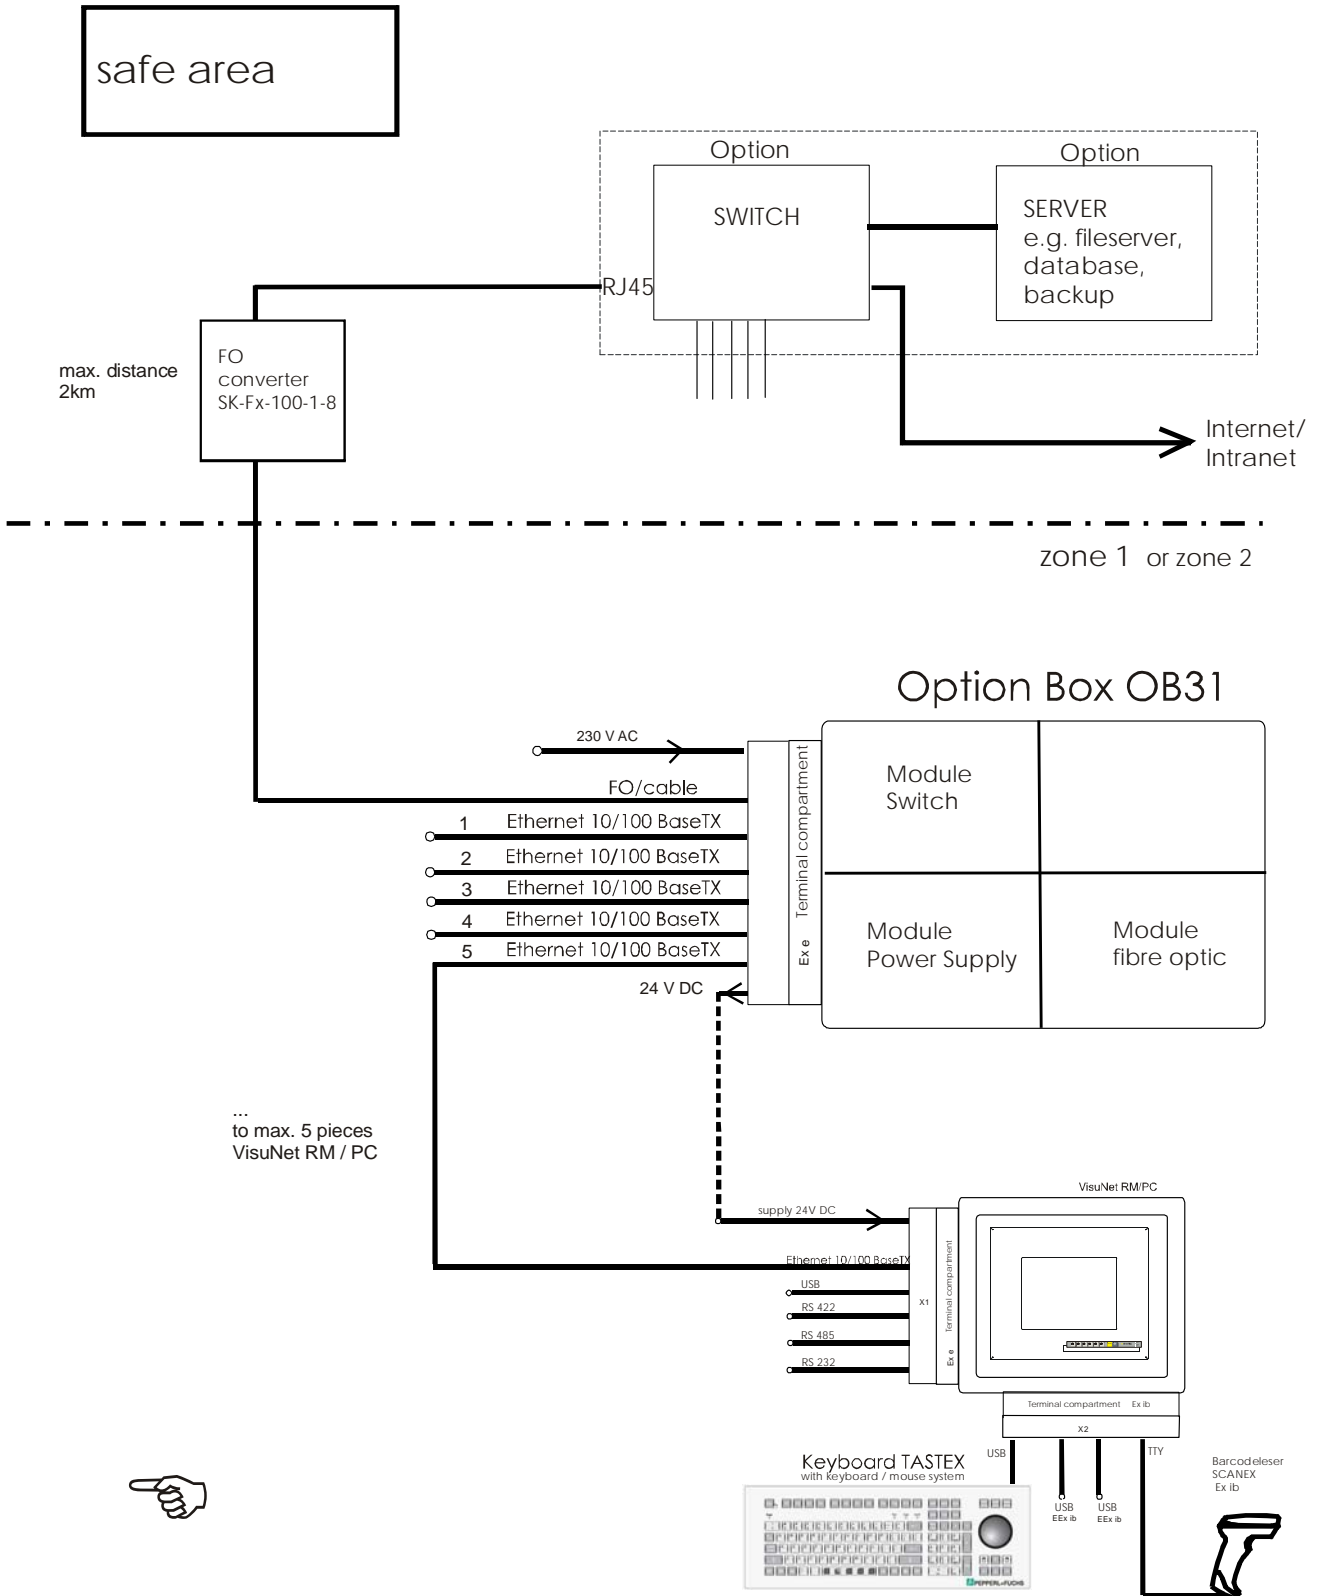 safe area
Option
Option
SWITCH
SERVER
e.g. fileserver,
database,
backup
RJ45
max. distance
2km
FO
converter
SK-Fx-100-1-8
Internet/
Intranet
zone 1 or zone 2
Option Box OB31
230 V AC
FO/cable
1 Ethernet 10/100 BaseTX
2 Ethernet 10/100 BaseTX
3 Ethernet 10/100 BaseTX
4 Ethernet 10/100 BaseTX
5 Ethernet 10/100 BaseTX
24 V DC
Ex e Terminal compartment
Module
Switch
Module
Power Supply
Module
fibre optic
...
to max. 5 pieces
VisuNet RM / PC
VisuNet RM/PC
supply 24V DC
Ethernet 10/100 BaseTX
USB
RS 422
RS 485
RS 232
X1
Ex e Terminal compartment
Terminal compartment Ex ib
X2
USB
TTY
USB
EEx ib
USB
EEx ib
Keyboard TASTEX
with keyboard / mouse system
Barcodeleser
SCANEX
Ex ib
PEPPERL+FUCHS